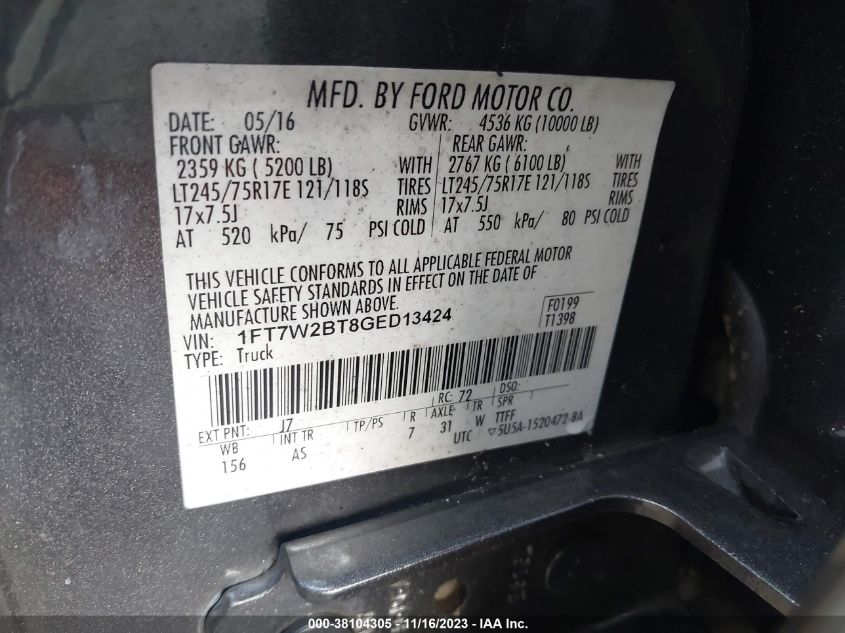 MFD. BY FORD MOTOR CO.
DATE: 05/16 GVWR: 4536 KG (10000 LB)
FRONT GAWR: REAR GAWR:
2359 KG ( 5200 LB) WITH 2767 KG ( 6100 LB) WITH
LT245/75R17E 121/118S TIRES LT245/75R17E 121/118S TIRES
17x7.5J RIMS 17x7.5J RIMS
AT 520 kPa/ 75 PSI COLD AT 550 kPa/ 80 PSI COLD
THIS VEHICLE CONFORMS TO ALL APPLICABLE FEDERAL MOTOR
VEHICLE SAFETY STANDARDS IN EFFECT ON THE DATE OF
MANUFACTURE SHOWN ABOVE. F0199
VIN: 1FT7W2BT8GED13424 T1398
TYPE: Truck
RC: 72 DSO:
EXT PNT: J7
WB INT TR TP/PS R AXLE TR SPR
156 AS 7 31 W TTFF
UTC ▽5U5A-1520472-BA
000-38104305 - 11/16/2023 - IAA Inc.